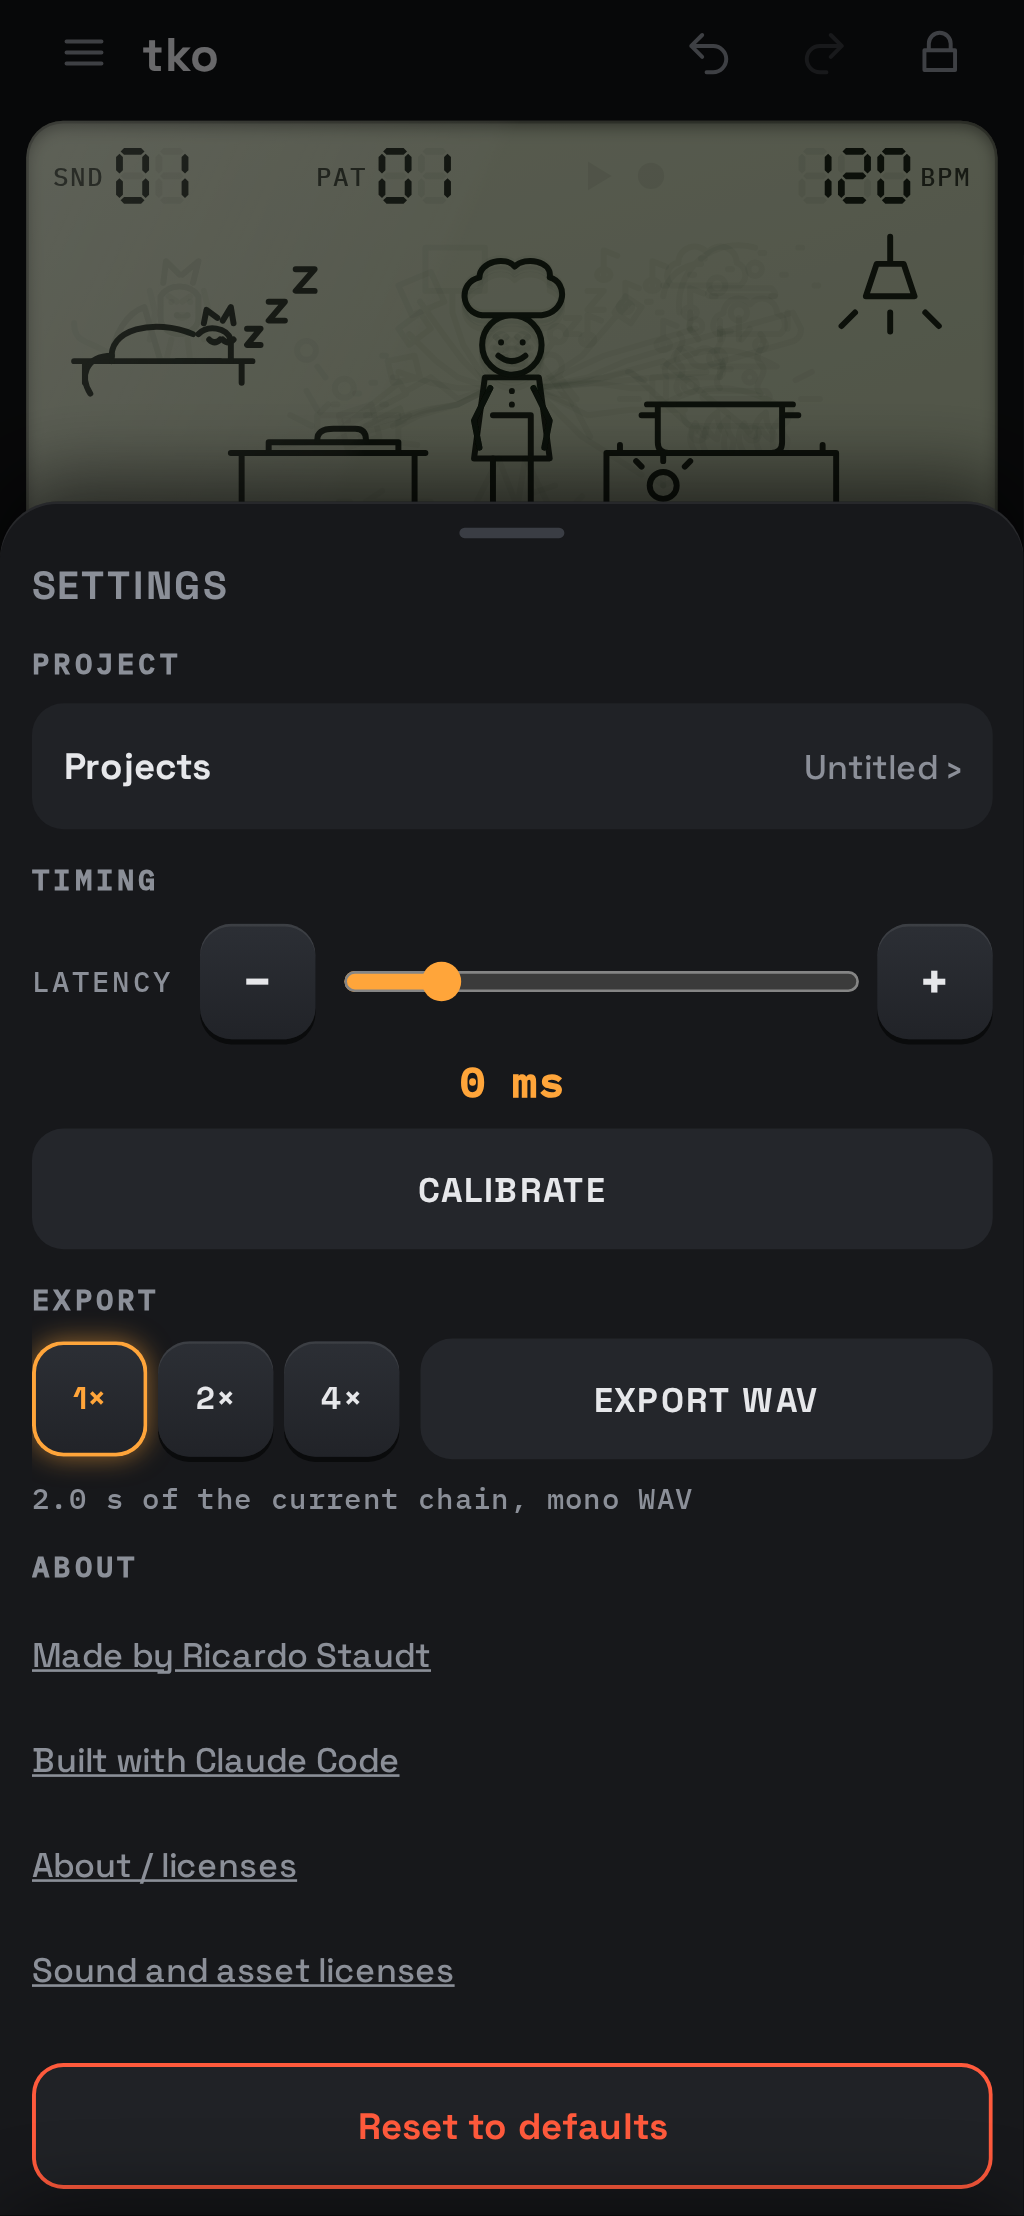 tko
SND 01 PAT 01 120 BPM
z z z
SETTINGS
PROJECT
Projects Untitled >
TIMING
LATENCY − +
0 ms
CALIBRATE
EXPORT
1× 2× 4× EXPORT WAV
2.0 s of the current chain, mono WAV
ABOUT
Made by Ricardo Staudt
Built with Claude Code
About / licenses
Sound and asset licenses
Reset to defaults